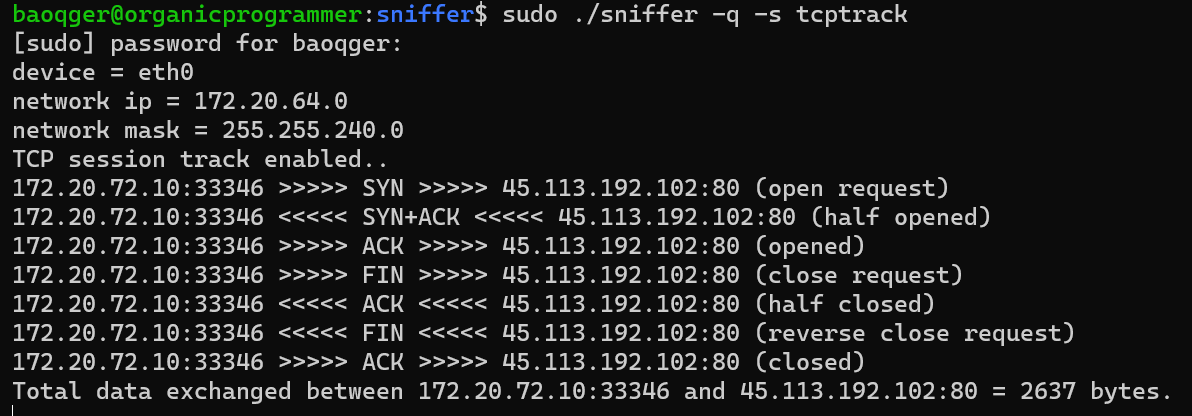 baoqger@organicprogrammer:sniffer$ sudo ./sniffer -q -s tcptrack
[sudo] password for baoqger:
device = eth0
network ip = 172.20.64.0
network mask = 255.255.240.0
TCP session track enabled..
172.20.72.10:33346 >>>>> SYN >>>>> 45.113.192.102:80 (open request)
172.20.72.10:33346 <<<<< SYN+ACK <<<<< 45.113.192.102:80 (half opened)
172.20.72.10:33346 >>>>> ACK >>>>> 45.113.192.102:80 (opened)
172.20.72.10:33346 >>>>> FIN >>>>> 45.113.192.102:80 (close request)
172.20.72.10:33346 <<<<< ACK <<<<< 45.113.192.102:80 (half closed)
172.20.72.10:33346 <<<<< FIN <<<<< 45.113.192.102:80 (reverse close request)
172.20.72.10:33346 >>>>> ACK >>>>> 45.113.192.102:80 (closed)
Total data exchanged between 172.20.72.10:33346 and 45.113.192.102:80 = 2637 bytes.